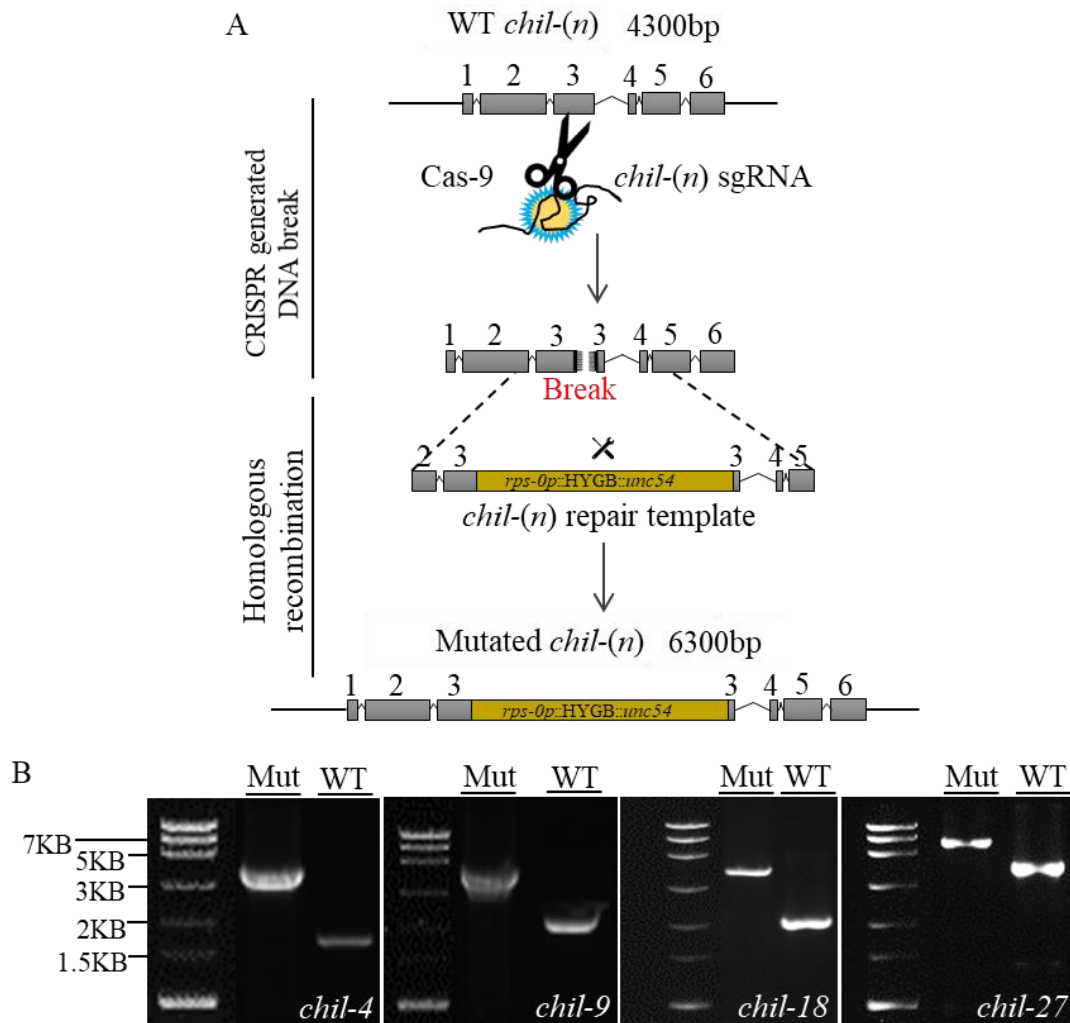 A
WT chil-(n) 4300bp
1 2 3 4 5 6
CRISPR generated
DNA break
Cas-9
chil-(n) sgRNA
1 2 3 3 4 5 6
Break
Homologous
recombination
2 3 3 4 5
rps-0p::HYGB::unc54
chil-(n) repair template
Mutated chil-(n) 6300bp
1 2 3 3 4 5 6
rps-0p::HYGB::unc54
B
Mut WT Mut WT Mut WT Mut WT
7KB
5KB
3KB
2KB
1.5KB
chil-4 chil-9 chil-18 chil-27